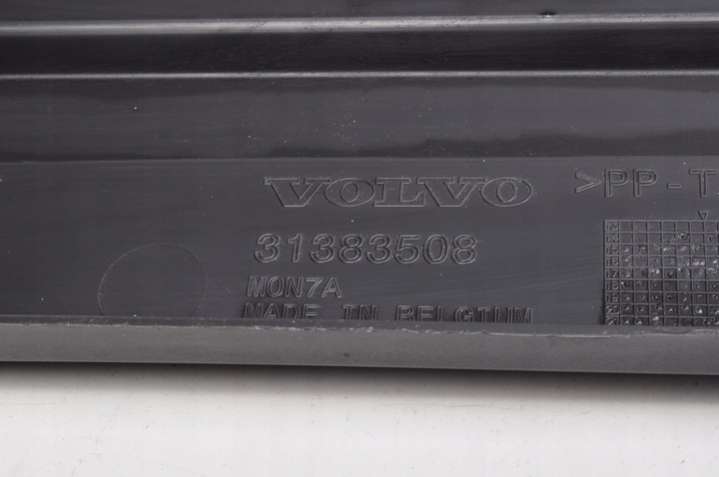 VOLVO >PP-T
31383508
MON7A
MADE IN BELGIUM